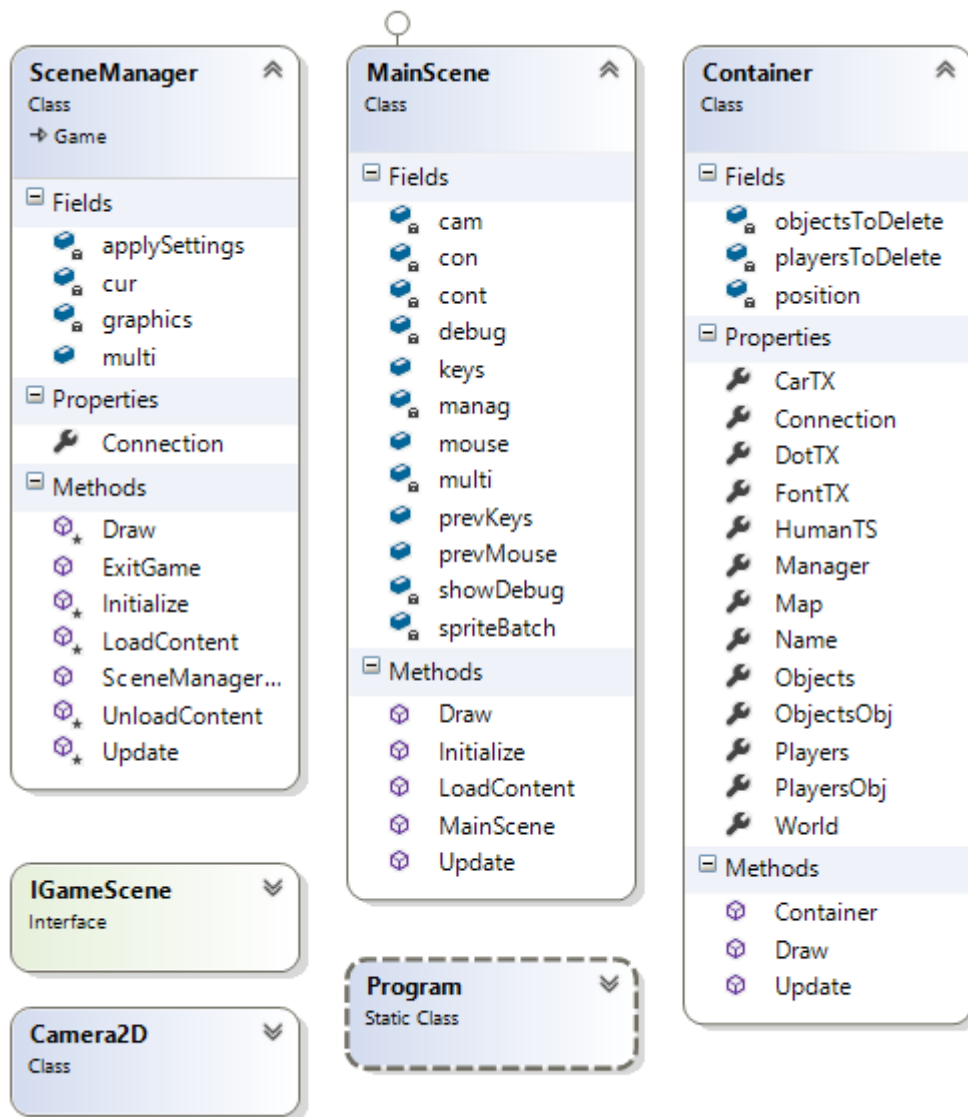 SceneManager
Class
Game
Fields
applySettings
cur
graphics
multi
Properties
Connection
Methods
Draw
ExitGame
Initialize
LoadContent
SceneManager...
UnloadContent
Update
IGameScene
Interface
Camera2D
Class
MainScene
Class
Fields
cam
con
cont
debug
keys
manag
mouse
multi
prevKeys
prevMouse
showDebug
spriteBatch
Methods
Draw
Initialize
LoadContent
MainScene
Update
Program
Static Class
Container
Class
Fields
objectsToDelete
playersToDelete
position
Properties
CarTX
Connection
DotTX
FontTX
HumanTS
Manager
Map
Name
Objects
ObjectsObj
Players
PlayersObj
World
Methods
Container
Draw
Update